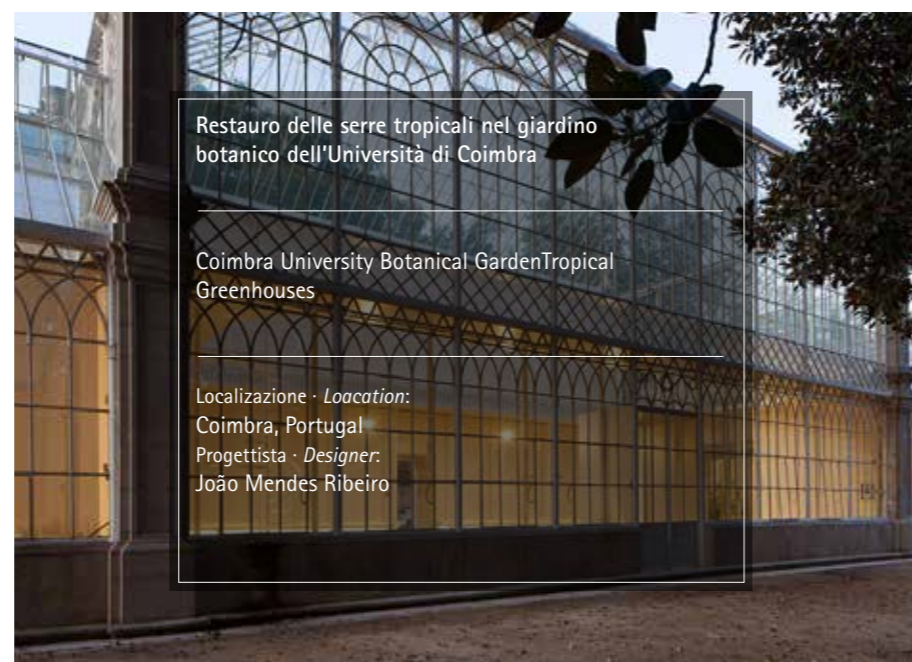 Restauro delle serre tropicali nel giardino
botanico dell'Università di Coimbra
Coimbra University Botanical GardenTropical
Greenhouses
Localizzazione · Loacation:
Coimbra, Portugal
Progettista · Designer:
João Mendes Ribeiro